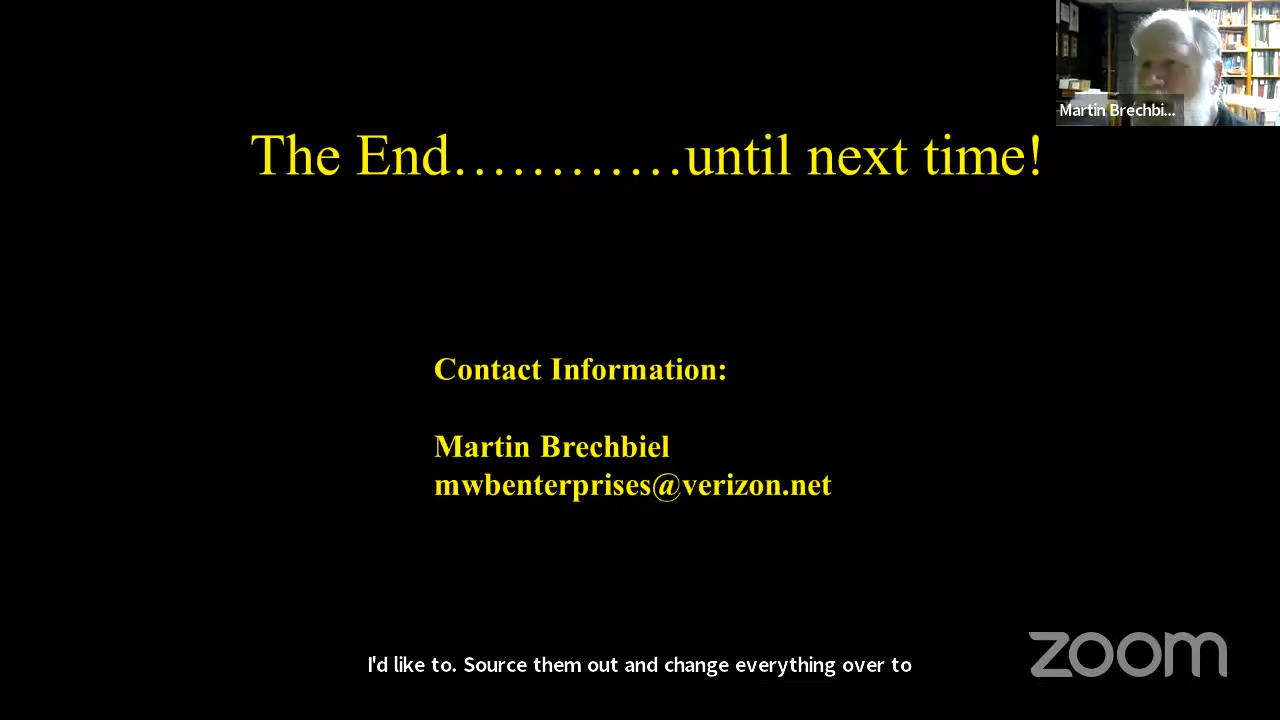 Martin Brechbi...
The End............until next time!
Contact Information:
Martin Brechbiel
mwbenterprises@verizon.net
zoom
I'd like to. Source them out and change everything over to